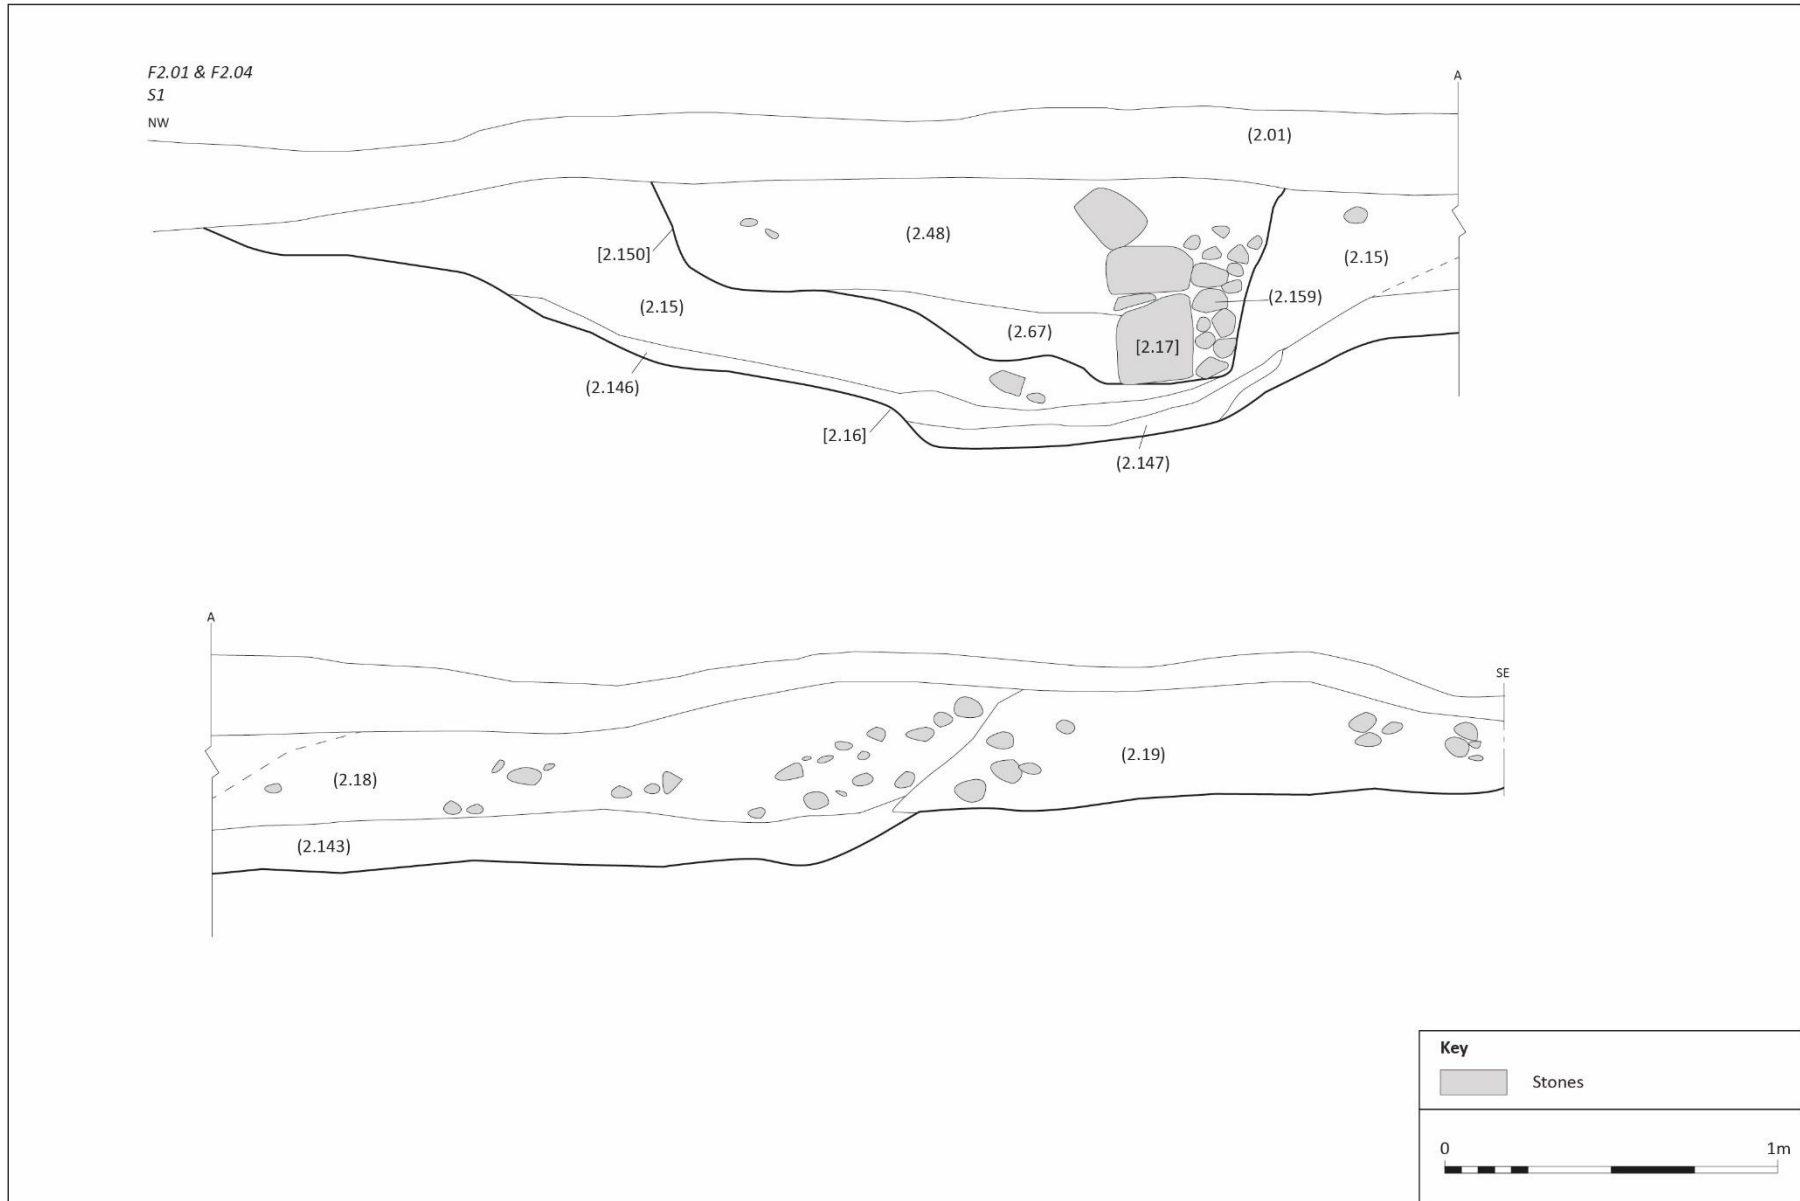 F2.01 & F2.04
S1
NW
A
(2.01)
[2.150]
(2.48)
(2.15)
(2.15)
(2.159)
(2.67)
[2.17]
(2.146)
[2.16]
(2.147)
A
SE
(2.18)
(2.19)
(2.143)
Key
Stones
0 1m